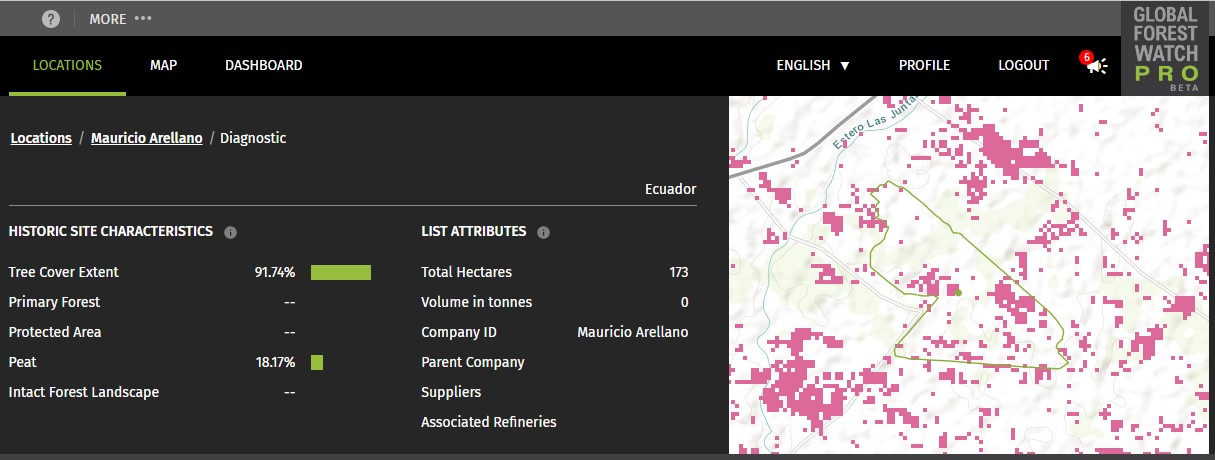 ? MORE •••
GLOBAL
FOREST
WATCH
PRO
BETA
LOCATIONS MAP DASHBOARD ENGLISH ▼ PROFILE LOGOUT 6
Locations / Mauricio Arellano / Diagnostic
Ecuador
HISTORIC SITE CHARACTERISTICS i
Tree Cover Extent 91.74%
Primary Forest --
Protected Area --
Peat 18.17%
Intact Forest Landscape --
LIST ATTRIBUTES i
Total Hectares 173
Volume in tonnes 0
Company ID Mauricio Arellano
Parent Company
Suppliers
Associated Refineries
Estero Las Juntas